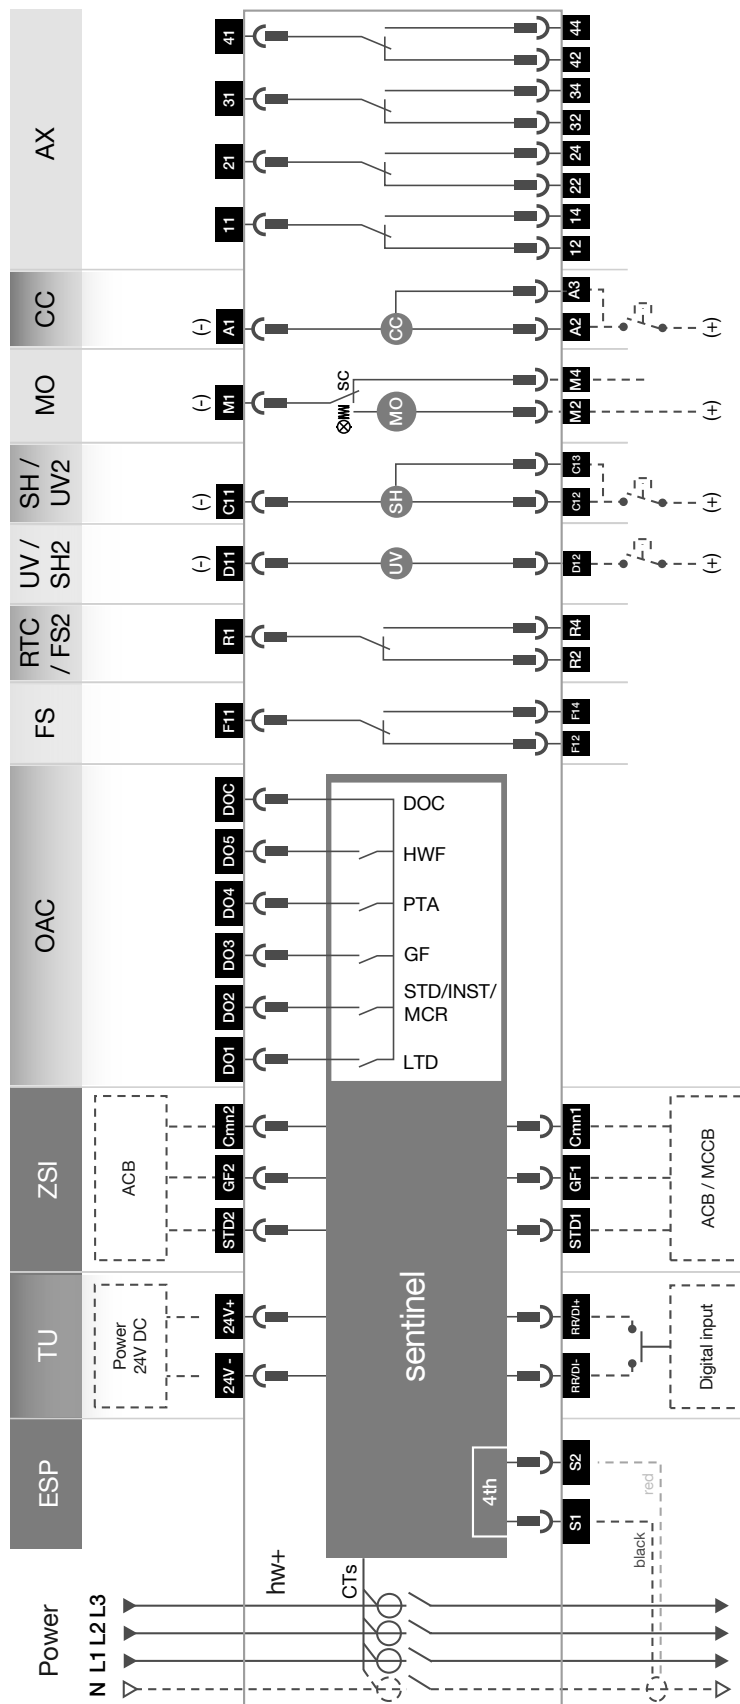 AX
41
44
42
31
34
32
21
24
22
11
14
12
CC
(-)
A1
CC
A3
A2
(+)
MO
(-)
M1
SC
MO
M4
M2
(+)
SH /
UV2
(-)
C11
SH
C13
C12
(+)
UV /
SH2
(-)
D11
UV
D12
(+)
RTC
/ FS2
R1
R4
R2
FS
F11
F14
F12
OAC
DOC
DOC
DO5
HWF
DO4
PTA
DO3
GF
DO2
STD/INST/
MCR
DO1
LTD
ZSI
ACB
Cmn2
GF2
STD2
Cmn1
GF1
STD1
ACB / MCCB
TU
Power
24V DC
24V+
24V -
sentinel
RR/DI+
RR/DI-
Digital input
ESP
4th
S2
S1
red
black
Power
hw+
CTs
N L1 L2 L3